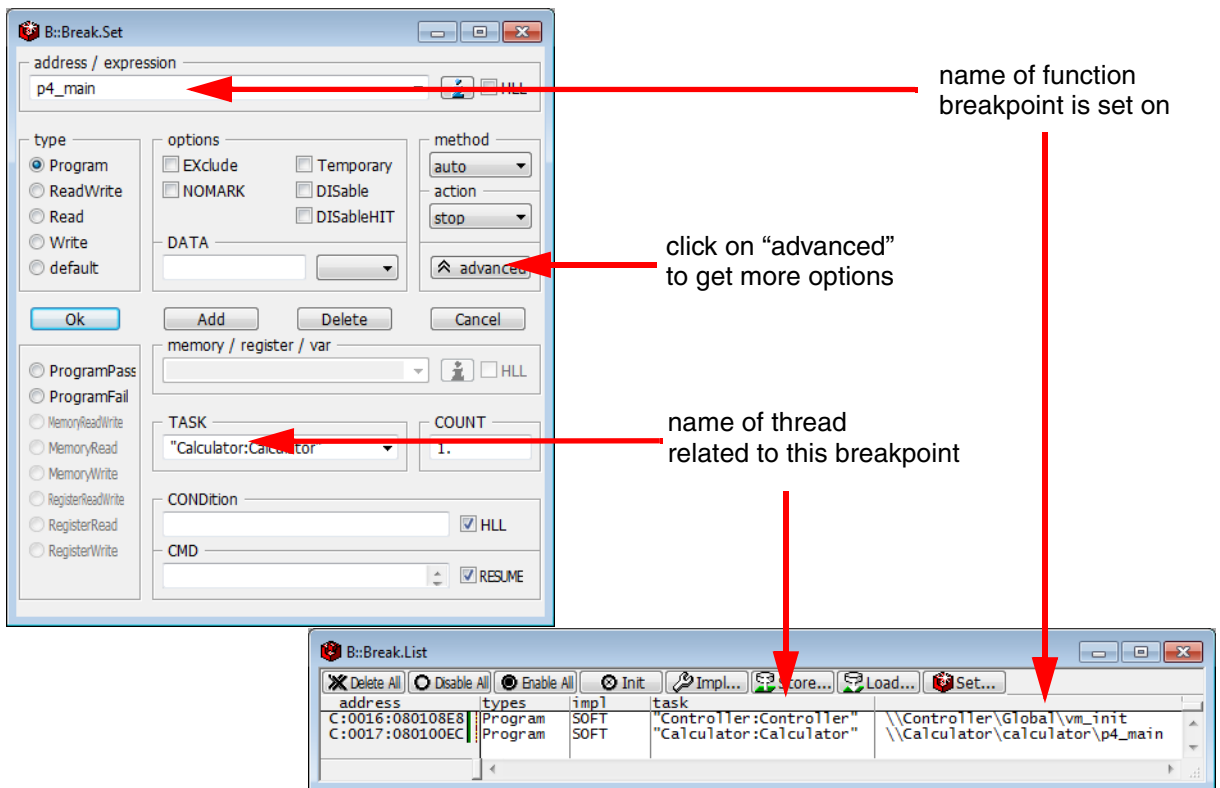 B::Break.Set
address / expression
p4_main
HLL
name of function
breakpoint is set on
type
options
method
Program
EXclude
Temporary
auto
ReadWrite
NOMARK
DISable
action
Read
DISableHIT
stop
Write
DATA
default
advanced
click on “advanced”
to get more options
Ok
Add
Delete
Cancel
memory / register / var
HLL
ProgramPass
ProgramFail
MemoryReadWrite
TASK
COUNT
MemoryRead
"Calculator:Calculator"
1.
name of thread
related to this breakpoint
MemoryWrite
RegisterReadWrite
CONDition
RegisterRead
HLL
RegisterWrite
CMD
RESUME
B::Break.List
Delete All Disable All Enable All Init Impl... Store... Load... Set...
address types impl task
C:0016:080108E8 Program SOFT "Controller:Controller" \\Controller\Global\vm_init
C:0017:080100EC Program SOFT "Calculator:Calculator" \\Calculator\calculator\p4_main